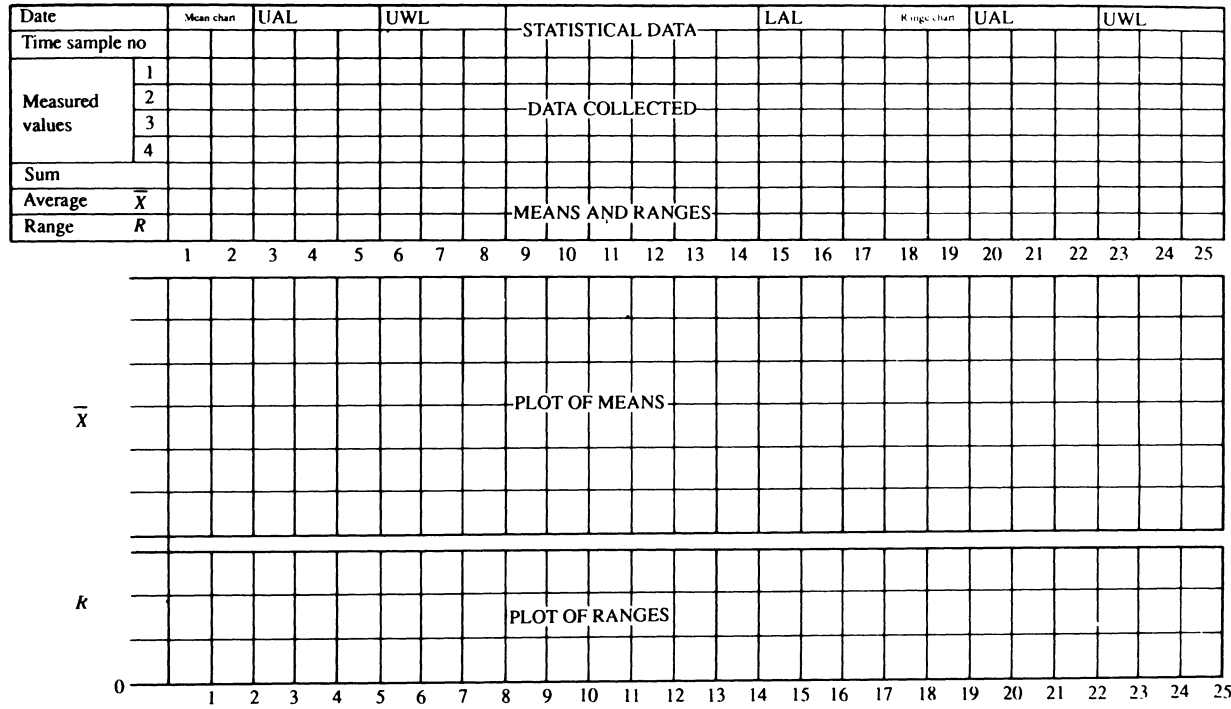 Date Mean chart UAL UWL STATISTICAL DATA LAL Range chart UAL UWL
Time sample no
Measured values
1
2
3
4
DATA COLLECTED
Sum
Average X̅
MEANS AND RANGES
Range R
1 2 3 4 5 6 7 8 9 10 11 12 13 14 15 16 17 18 19 20 21 22 23 24 25
X̅
PLOT OF MEANS
R
PLOT OF RANGES
0
1 2 3 4 5 6 7 8 9 10 11 12 13 14 15 16 17 18 19 20 21 22 23 24 25